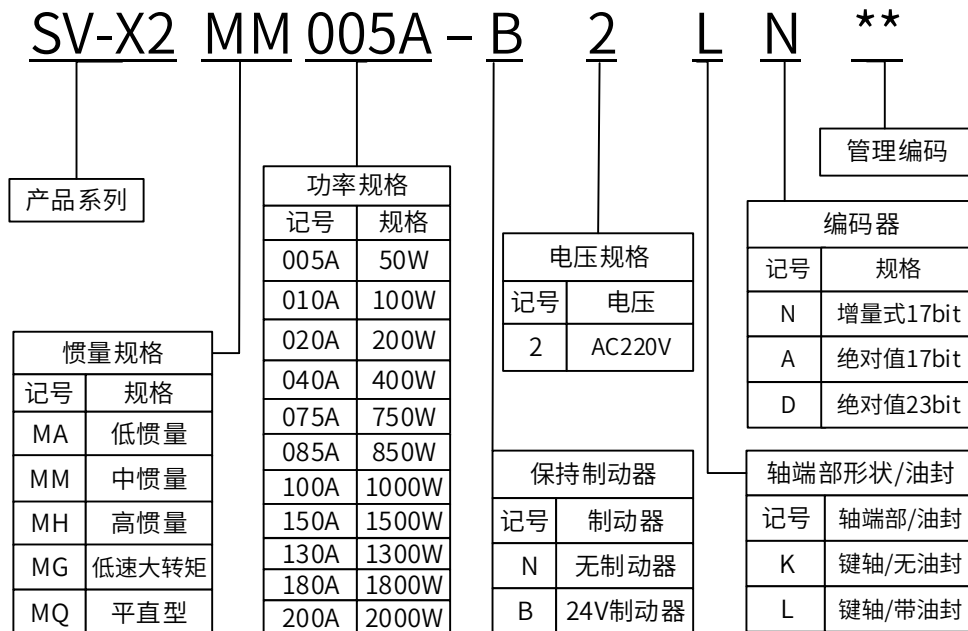 SV-X2 MM 005A – B 2 L N **
管理编码
产品系列
功率规格
记号 规格
005A 50W
010A 100W
020A 200W
040A 400W
075A 750W
085A 850W
100A 1000W
150A 1500W
130A 1300W
180A 1800W
200A 2000W
惯量规格
记号 规格
MA 低惯量
MM 中惯量
MH 高惯量
MG 低速大转矩
MQ 平直型
电压规格
记号 电压
2 AC220V
保持制动器
记号 制动器
N 无制动器
B 24V制动器
编码器
记号 规格
N 增量式17bit
A 绝对值17bit
D 绝对值23bit
轴端部形状/油封
记号 轴端部/油封
K 键轴/无油封
L 键轴/带油封